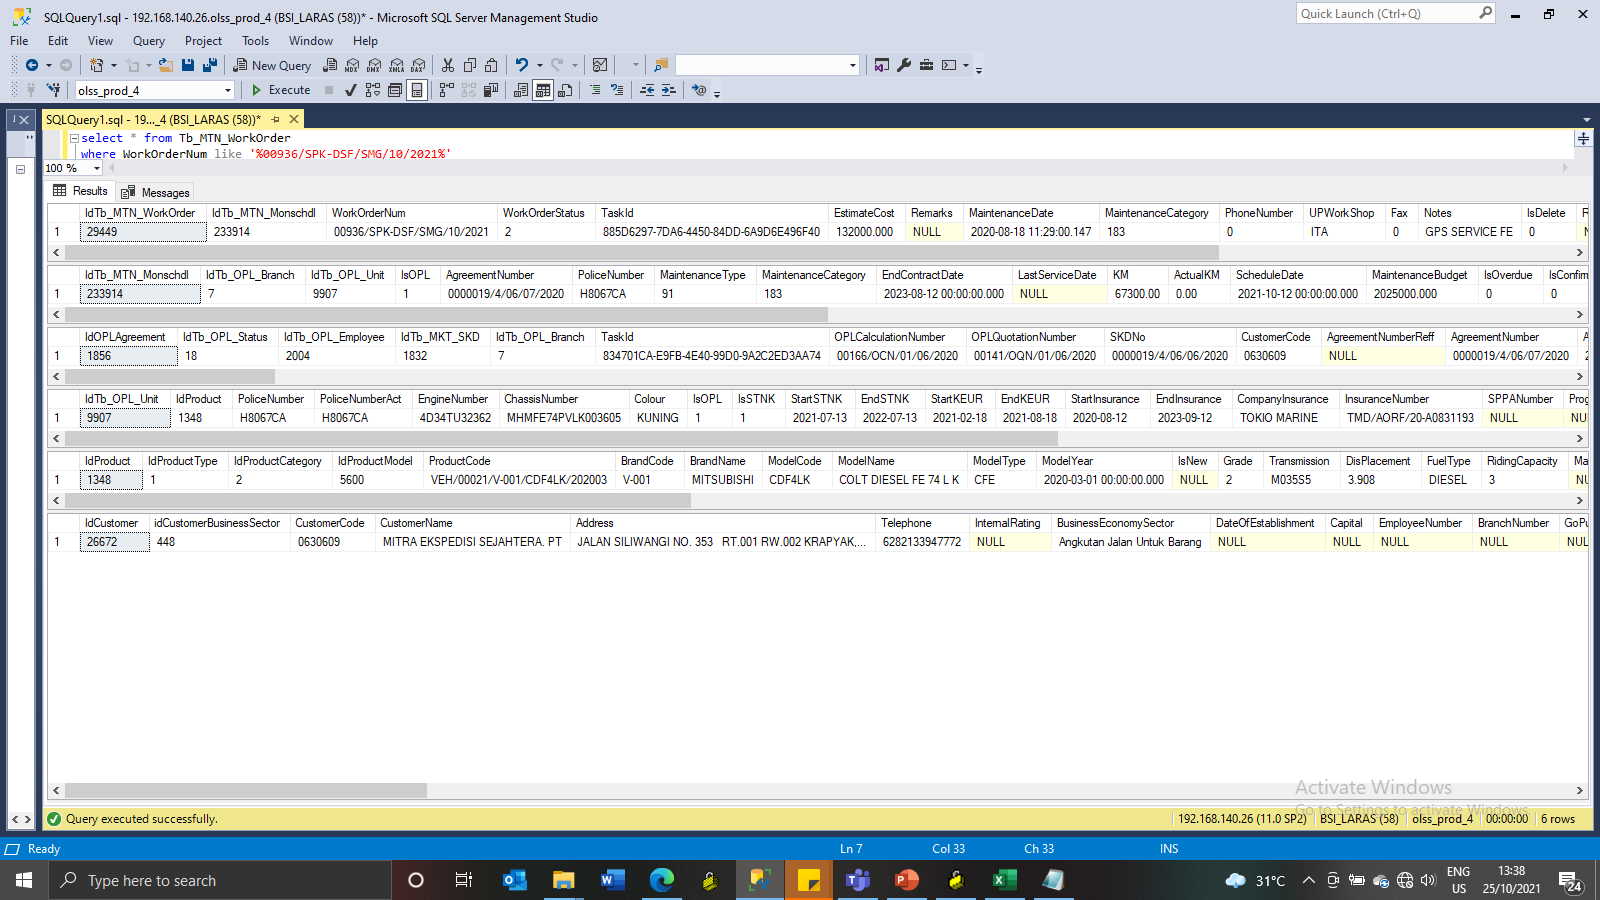 SQLQuery1.sql - 192.168.140.26.olss_prod_4 (BSI_LARAS (58))* - Microsoft SQL Server Management Studio
Quick Launch (Ctrl+Q)
File Edit View Query Project Tools Window Help
New Query MDX DMX XMLA DAX
olss_prod_4 Execute
SQLQuery1.sql - 19..._4 (BSI_LARAS (58))*
select * from Tb_MTN_WorkOrder
where WorkOrderNum like '%00936/SPK-DSF/SMG/10/2021%'
100 %
Results Messages
IdTb_MTN_WorkOrder IdTb_MTN_Monschdl WorkOrderNum WorkOrderStatus TaskId EstimateCost Remarks MaintenanceDate MaintenanceCategory PhoneNumber UPWorkShop Fax Notes IsDelete
1 29449 233914 00936/SPK-DSF/SMG/10/2021 2 885D6297-7DA6-4450-84DD-6A9D6E496F40 132000.000 NULL 2020-08-18 11:29:00.147 183 0 ITA 0 GPS SERVICE FE 0
IdTb_MTN_Monschdl IdTb_OPL_Branch IdTb_OPL_Unit IsOPL AgreementNumber PoliceNumber MaintenanceType MaintenanceCategory EndContractDate LastServiceDate KM ActualKM ScheduleDate MaintenanceBudget IsOverdue IsConfim
1 233914 7 9907 1 0000019/4/06/07/2020 H8067CA 91 183 2023-08-12 00:00:00.000 NULL 67300.00 0.00 2021-10-12 00:00:00.000 2025000.000 0 0
IdOPLAgreement IdTb_OPL_Status IdTb_OPL_Employee IdTb_MKT_SKD IdTb_OPL_Branch TaskId OPLCalculationNumber OPLQuotationNumber SKDNo CustomerCode AgreementNumberReff AgreementNumber
1 1856 18 2004 1832 7 834701CA-E9FB-4E40-99D0-9A2C2ED3AA74 00166/OCN/01/06/2020 00141/OQN/01/06/2020 0000019/4/06/06/2020 0630609 NULL 0000019/4/06/07/2020
IdTb_OPL_Unit IdProduct PoliceNumber PoliceNumberAct EngineNumber ChassisNumber Colour IsOPL IsSTNK StartSTNK EndSTNK StartKEUR EndKEUR StartInsurance EndInsurance CompanyInsurance InsuranceNumber SPPANumber Prog
1 9907 1348 H8067CA H8067CA 4D34TU32362 MHMFE74PVLK003605 KUNING 1 1 2021-07-13 2022-07-13 2021-02-18 2021-08-18 2020-08-12 2023-09-12 TOKIO MARINE TMD/AORF/20-A0831193 NULL NU
IdProduct IdProductType IdProductCategory IdProductModel ProductCode BrandCode BrandName ModelCode ModelName ModelType ModelYear IsNew Grade Transmission DisPlacement FuelType RidingCapacity Ma
1 1348 1 2 5600 VEH/00021/V-001/CDF4LK/202003 V-001 MITSUBISHI CDF4LK COLT DIESEL FE 74 L K CFE 2020-03-01 00:00:00.000 NULL 2 M035S5 3.908 DIESEL 3 NU
IdCustomer idCustomerBusinessSector CustomerCode CustomerName Address Telephone InternalRating BusinessEconomySector DateOfEstablishment Capital EmployeeNumber BranchNumber GoPu
1 26672 448 0630609 MITRA EKSPEDISI SEJAHTERA. PT JALAN SILIWANGI NO. 353 RT.001 RW.002 KRAPYAK,... 6282133947772 NULL Angkutan Jalan Untuk Barang NULL NULL NULL NULL NUL
Activate Windows
Go to Settings to activate Windows.
Query executed successfully. 192.168.140.26 (11.0 SP2) BSI_LARAS (58) olss_prod_4 00:00:00 6 rows
Ready Ln 7 Col 33 Ch 33 INS
Type here to search 31°C ENG US 13:38 25/10/2021 24